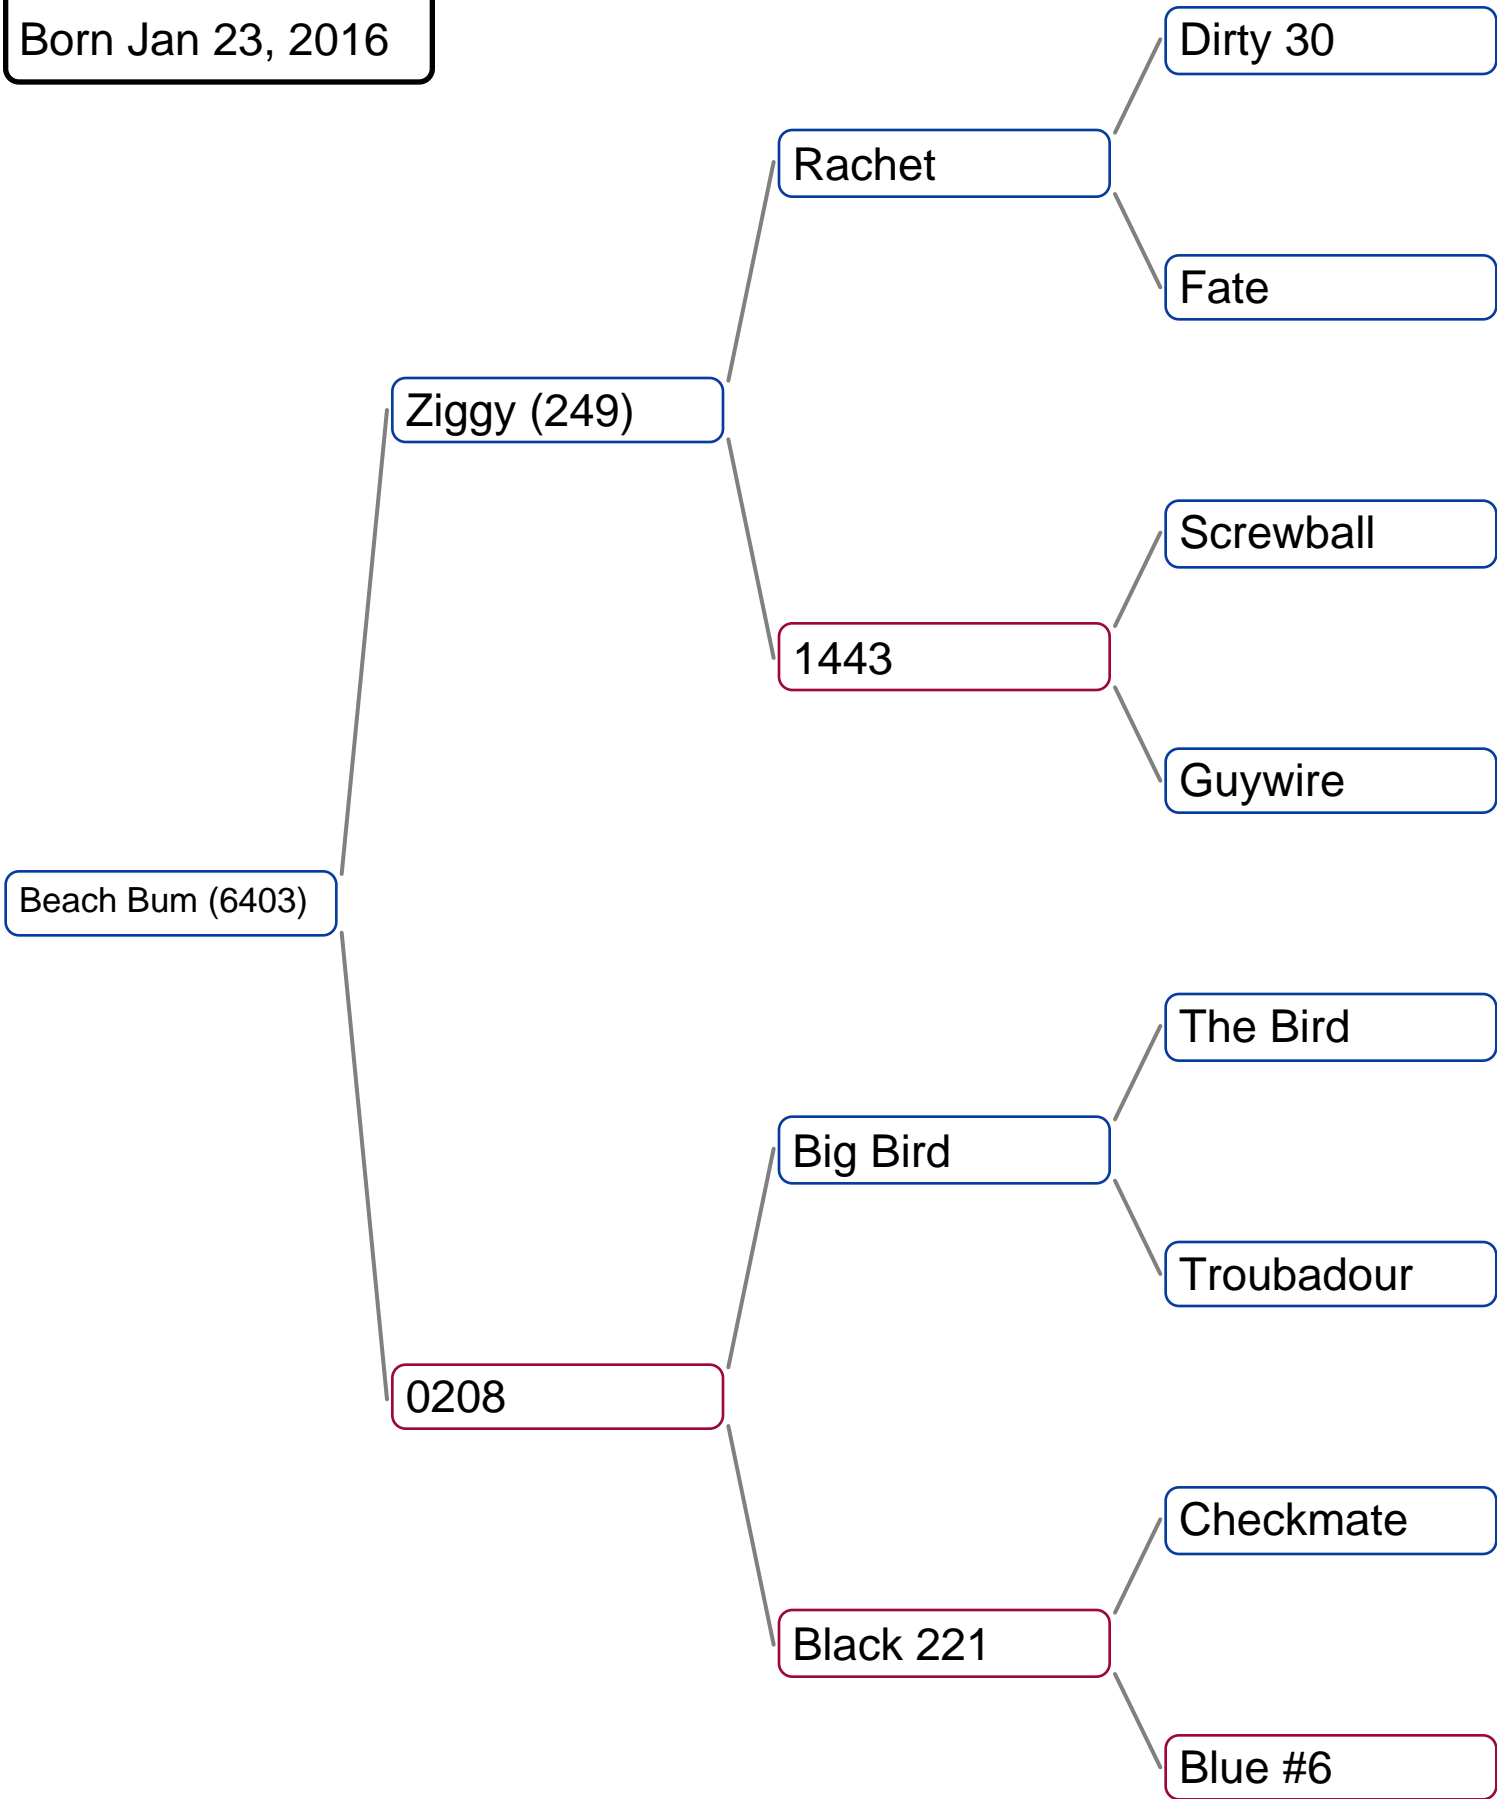 Born Jan 23, 2016
Dirty 30
Rachet
Fate
Ziggy (249)
Screwball
1443
Guywire
Beach Bum (6403)
The Bird
Big Bird
Troubadour
0208
Checkmate
Black 221
Blue #6